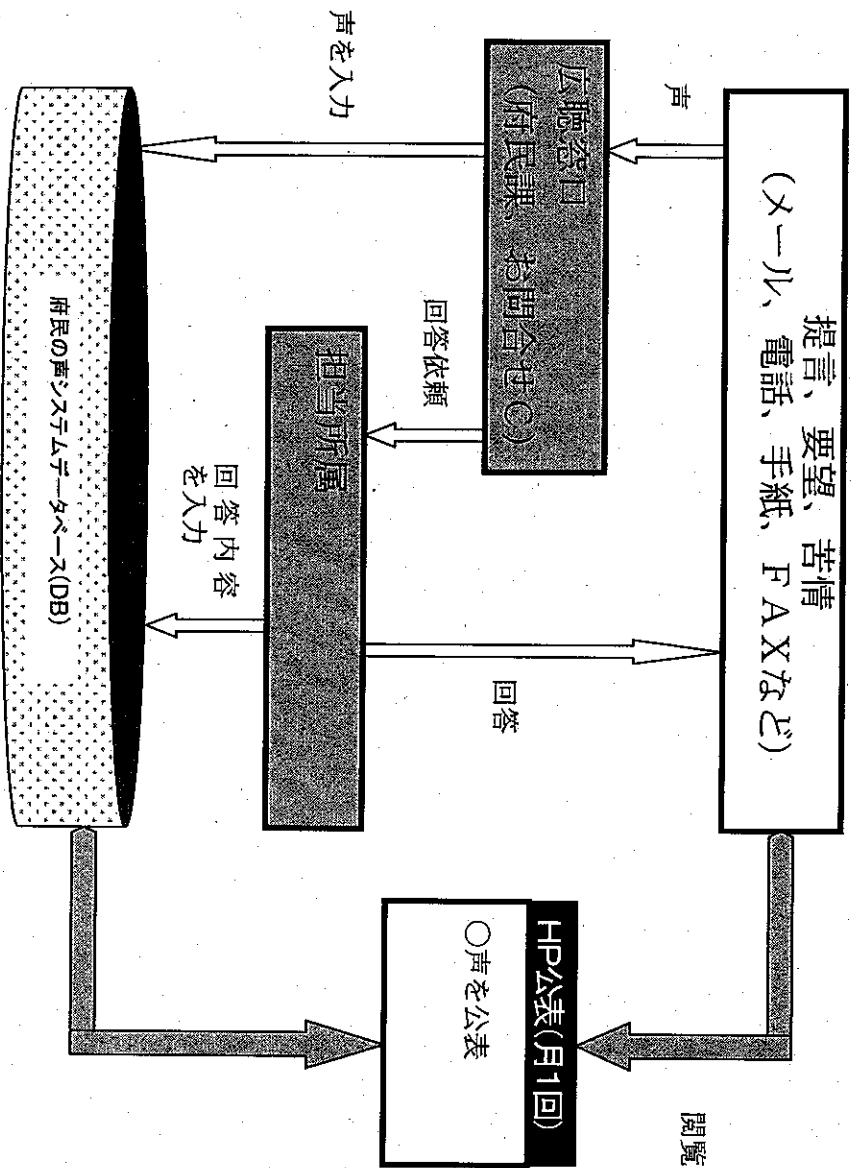 提言、要望、苦情
(メール、電話、手紙、FAXなど)
声
広聴窓口
(府民課、お問合せC)
声を入力
回答依頼
担当所属
回答内容
を入力
回答
府民の声システムデータベース(DB)
閲覧
HP公表(月1回)
○声を公表